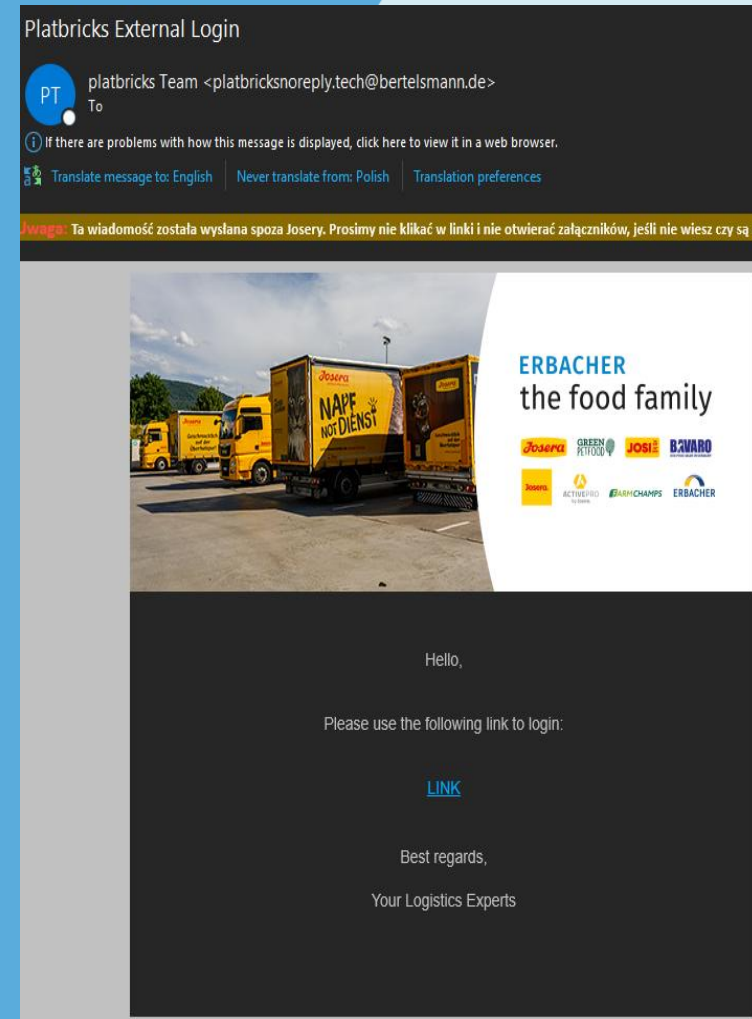 Platbricks External Login
PT
platbricks Team <platbricksnoreply.tech@bertelsmann.de>
To
If there are problems with how this message is displayed, click here to view it in a web browser.
Translate message to: English
Never translate from: Polish
Translation preferences
Uwaga: Ta wiadomość została wysłana spoza Josery. Prosimy nie klikać w linki i nie otwierać załączników, jeśli nie wiesz czy są
Josera
Josera
NAPF
NOT DIENST
ERBACHER
the food family
Josera
GREEN
PETFOOD
JOSI
BAVARO
Josera
ACTIVEPRO
FARMCHAMPS
ERBACHER
Hello,
Please use the following link to login:
LINK
Best regards,
Your Logistics Experts